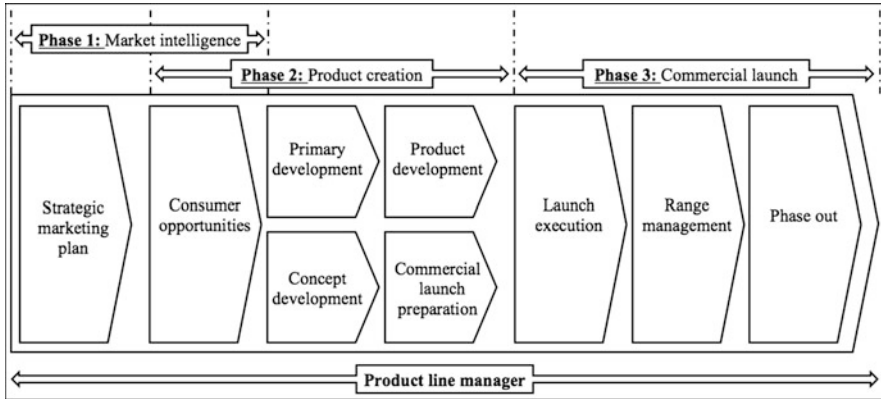 Phase 1: Market intelligence
Phase 2: Product creation
Phase 3: Commercial launch
Strategic
marketing
plan
Consumer
opportunities
Primary
development
Product
development
Concept
development
Commercial
launch
preparation
Launch
execution
Range
management
Phase out
Product line manager